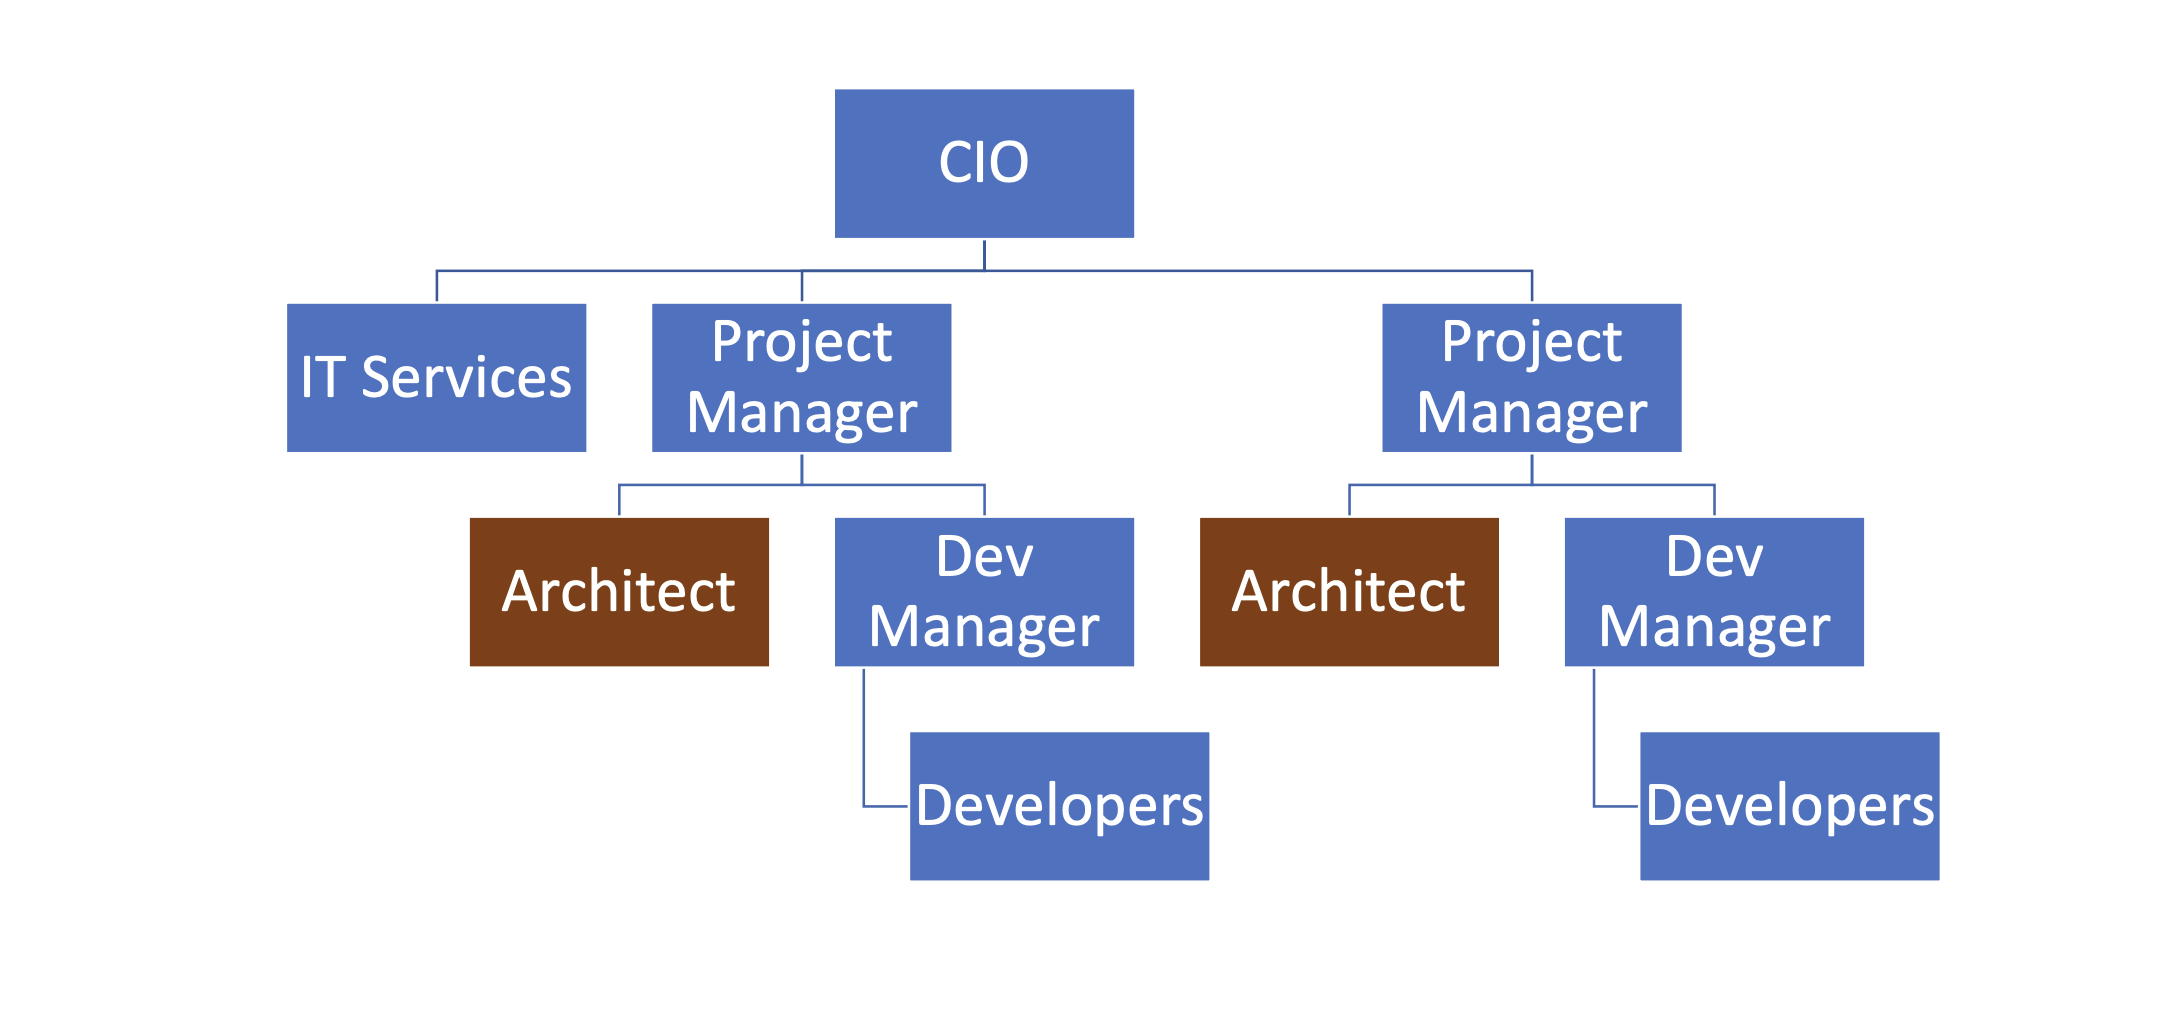 CIO
IT Services
Project
Manager
Project
Manager
Architect
Dev
Manager
Architect
Dev
Manager
Developers
Developers